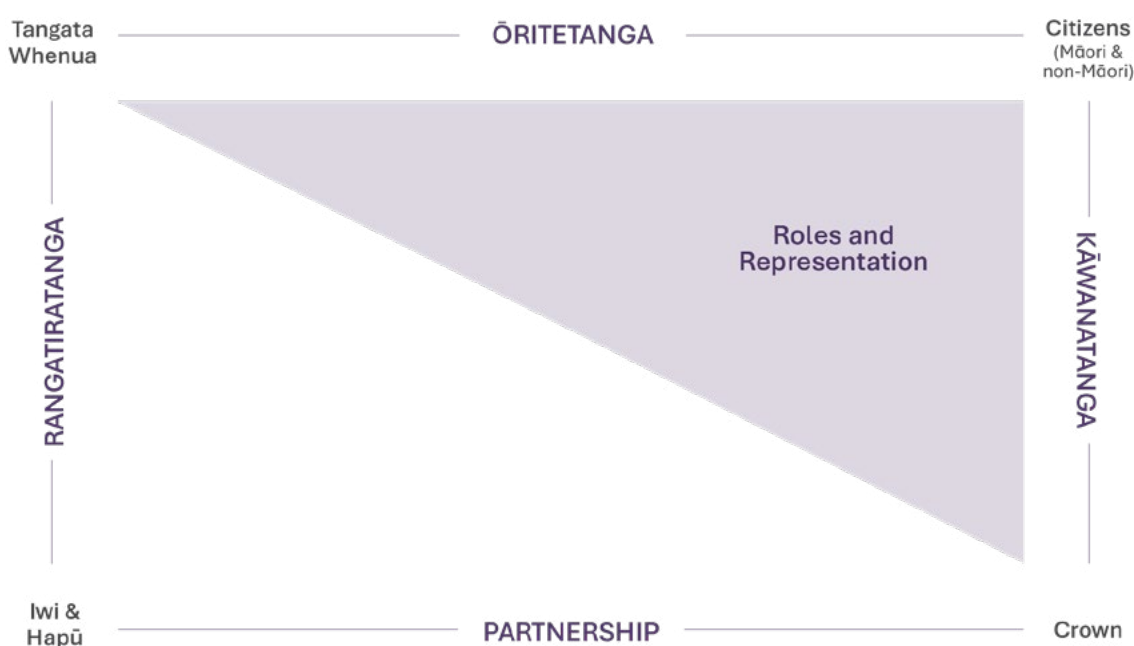 Tangata
Whenua
ŌRITETANGA
Citizens
(Māori &
non-Māori)
RANGATIRATANGA
Roles and
Representation
KĀWANATANGA
Iwi &
Hapū
PARTNERSHIP
Crown